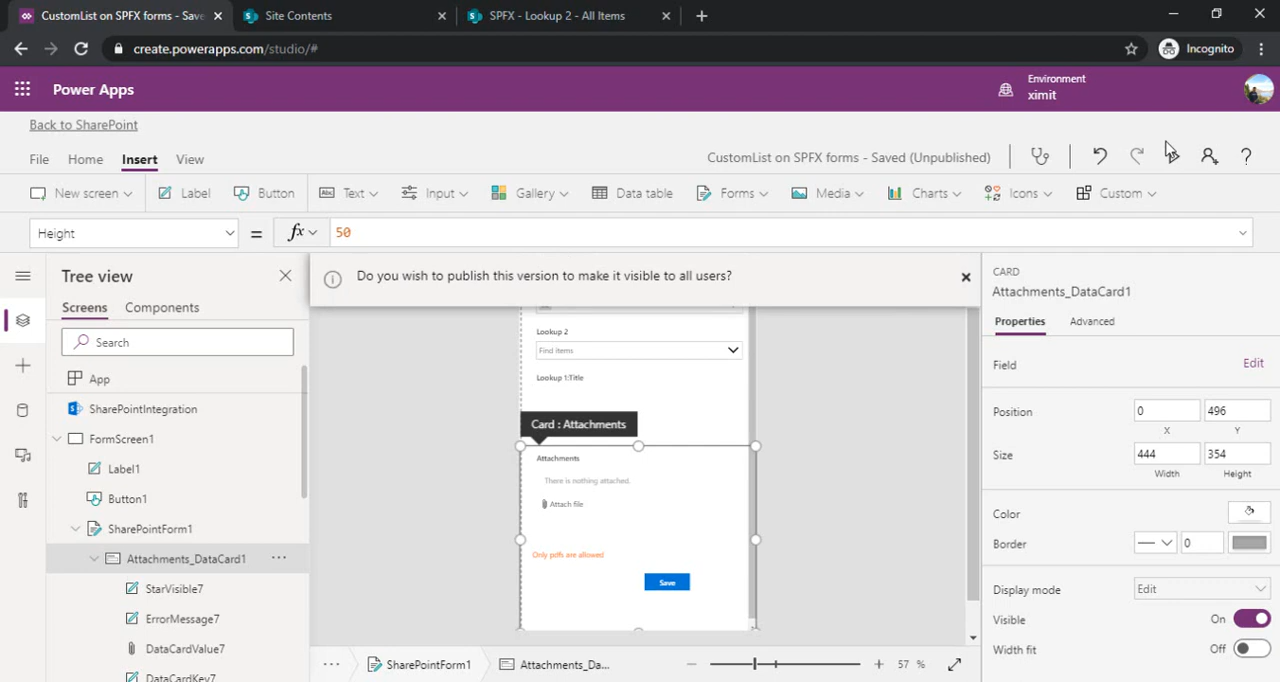 CustomList on SPFX forms - Save
Site Contents
SPFX - Lookup 2 - All Items
create.powerapps.com/studio/#
Incognito
Power Apps
Environment
ximit
Back to SharePoint
File
Home
Insert
View
CustomList on SPFX forms - Saved (Unpublished)
New screen
Label
Button
Text
Input
Gallery
Data table
Forms
Media
Charts
Icons
Custom
Height
=
fx
50
Tree view
Screens
Components
Search
App
SharePointIntegration
FormScreen1
Label1
Button1
SharePointForm1
Attachments_DataCard1
StarVisible7
ErrorMessage7
DataCardValue7
DataCardKey7
Do you wish to publish this version to make it visible to all users?
Lookup 2
Find items
Lookup 1:Title
Card : Attachments
Attachments
There is nothing attached.
Attach file
Only pdfs are allowed
Save
SharePointForm1
Attachments_Da...
57 %
CARD
Attachments_DataCard1
Properties
Advanced
Field
Edit
Position
0
496
X
Y
Size
444
354
Width
Height
Color
Border
0
Display mode
Edit
Visible
On
Width fit
Off